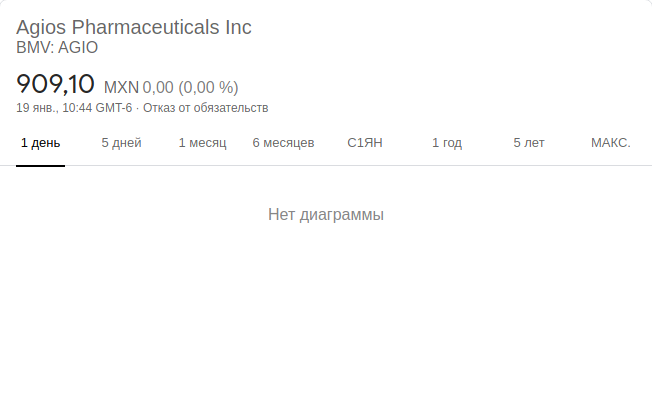 Agios Pharmaceuticals Inc
BMV: AGIO
909,10 MXN 0,00 (0,00 %)
19 янв., 10:44 GMT-6 · Отказ от обязательств
1 день 5 дней 1 месяц 6 месяцев С1ЯН 1 год 5 лет МАКС.
Нет диаграммы